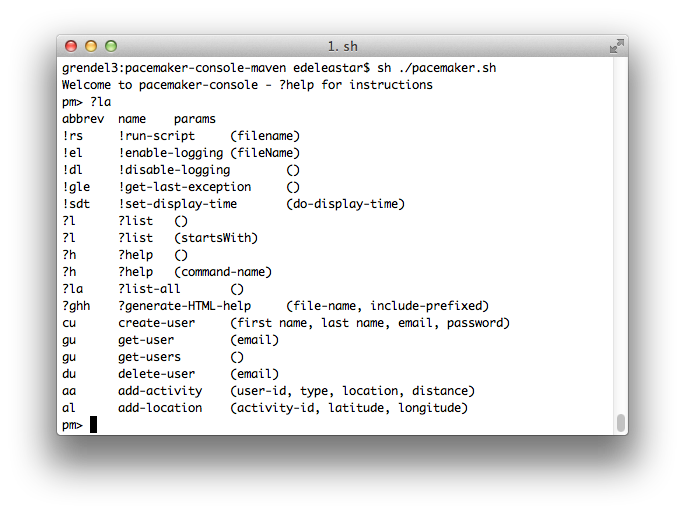 1. sh
grendel3:pacemaker-console-maven edeleastar$ sh ./pacemaker.sh
Welcome to pacemaker-console - ?help for instructions
pm> ?la
abbrev name params
!rs !run-script (filename)
!el !enable-logging (fileName)
!dl !disable-logging ()
!gle !get-last-exception ()
!sdt !set-display-time (do-display-time)
?l ?list ()
?l ?list (startsWith)
?h ?help ()
?h ?help (command-name)
?la ?list-all ()
?ghh ?generate-HTML-help (file-name, include-prefixed)
cu create-user (first name, last name, email, password)
gu get-user (email)
gu get-users ()
du delete-user (email)
aa add-activity (user-id, type, location, distance)
al add-location (activity-id, latitude, longitude)
pm>